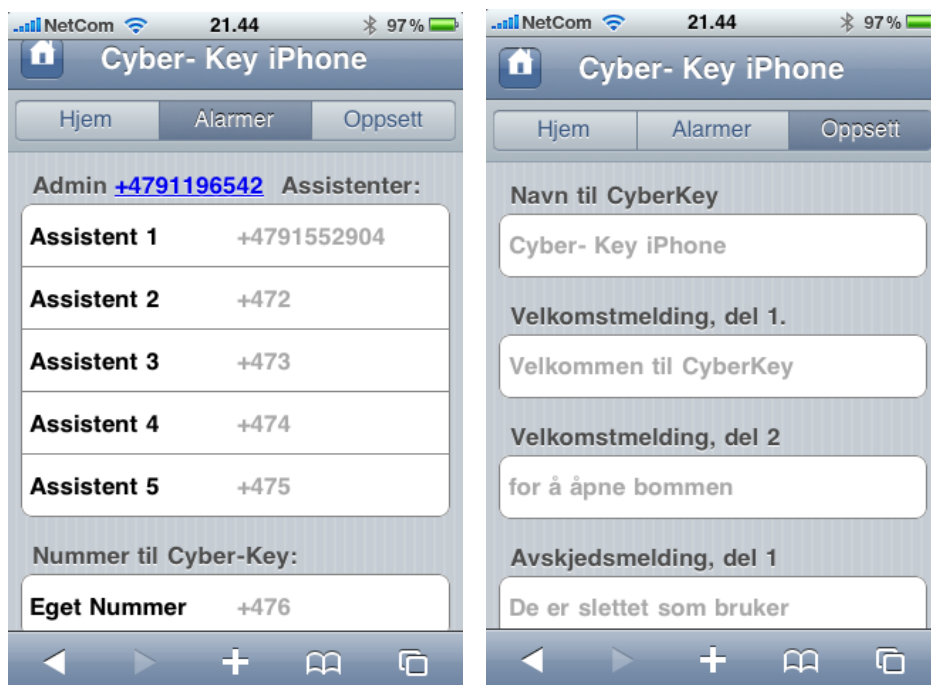 NetCom 21.44 97 %
Cyber- Key iPhone
Hjem Alarmer Oppsett
Admin +4791196542 Assistenter:
Assistent 1 +4791552904
Assistent 2 +472
Assistent 3 +473
Assistent 4 +474
Assistent 5 +475
Nummer til Cyber-Key:
Eget Nummer +476
NetCom 21.44 97 %
Cyber- Key iPhone
Hjem Alarmer Oppsett
Navn til CyberKey
Cyber- Key iPhone
Velkomstmelding, del 1.
Velkommen til CyberKey
Velkomstmelding, del 2
for å åpne bommen
Avskjedsmelding, del 1
De er slettet som bruker